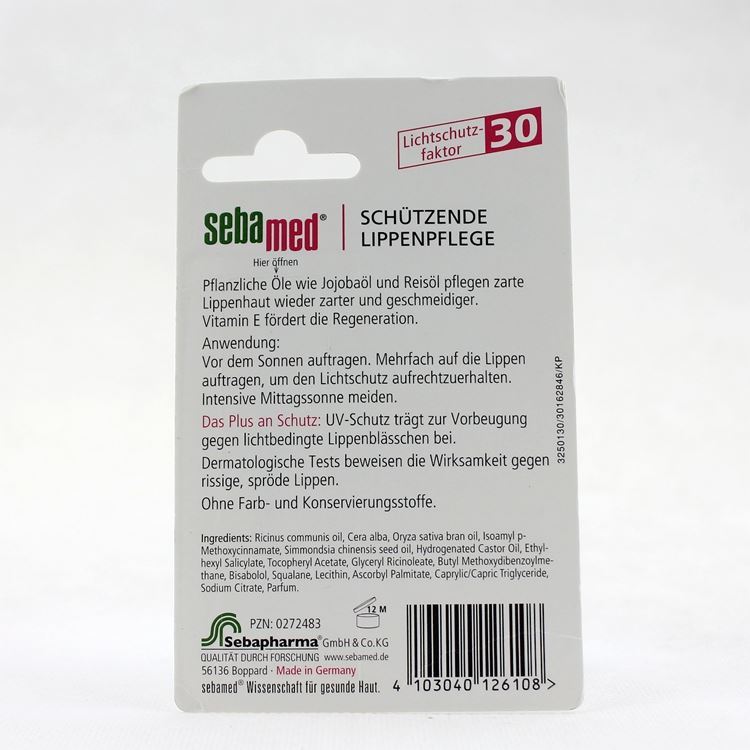 Lichtschutz-
faktor 30
sebamed®
SCHÜTZENDE
LIPPENPFLEGE
Hier öffnen
Pflanzliche Öle wie Jojobaöl und Reisöl pflegen zarte
Lippenhaut wieder zarter und geschmeidiger.
Vitamin E fördert die Regeneration.
Anwendung:
Vor dem Sonnen auftragen. Mehrfach auf die Lippen
auftragen, um den Lichtschutz aufrechtzuerhalten.
Intensive Mittagssonne meiden.
Das Plus an Schutz: UV-Schutz trägt zur Vorbeugung
gegen lichtbedingte Lippenblässchen bei.
Dermatologische Tests beweisen die Wirksamkeit gegen
rissige, spröde Lippen.
Ohne Farb- und Konservierungsstoffe.
3250130/30162846/KP
Ingredients: Ricinus communis oil, Cera alba, Oryza sativa bran oil, Isoamyl p-
Methoxycinnamate, Simmondsia chinensis seed oil, Hydrogenated Castor Oil, Ethyl-
hexyl Salicylate, Tocopheryl Acetate, Glyceryl Ricinoleate, Butyl Methoxydibenzoylme-
thane, Bisabolol, Squalane, Lecithin, Ascorbyl Palmitate, Caprylic/Capric Triglyceride,
Sodium Citrate, Parfum.
PZN: 0272483
12 M
Sebapharma® GmbH & Co.KG
QUALITÄT DURCH FORSCHUNG www.sebamed.de
56136 Boppard · Made in Germany
sebamed® Wissenschaft für gesunde Haut.
4 103040 126108 >